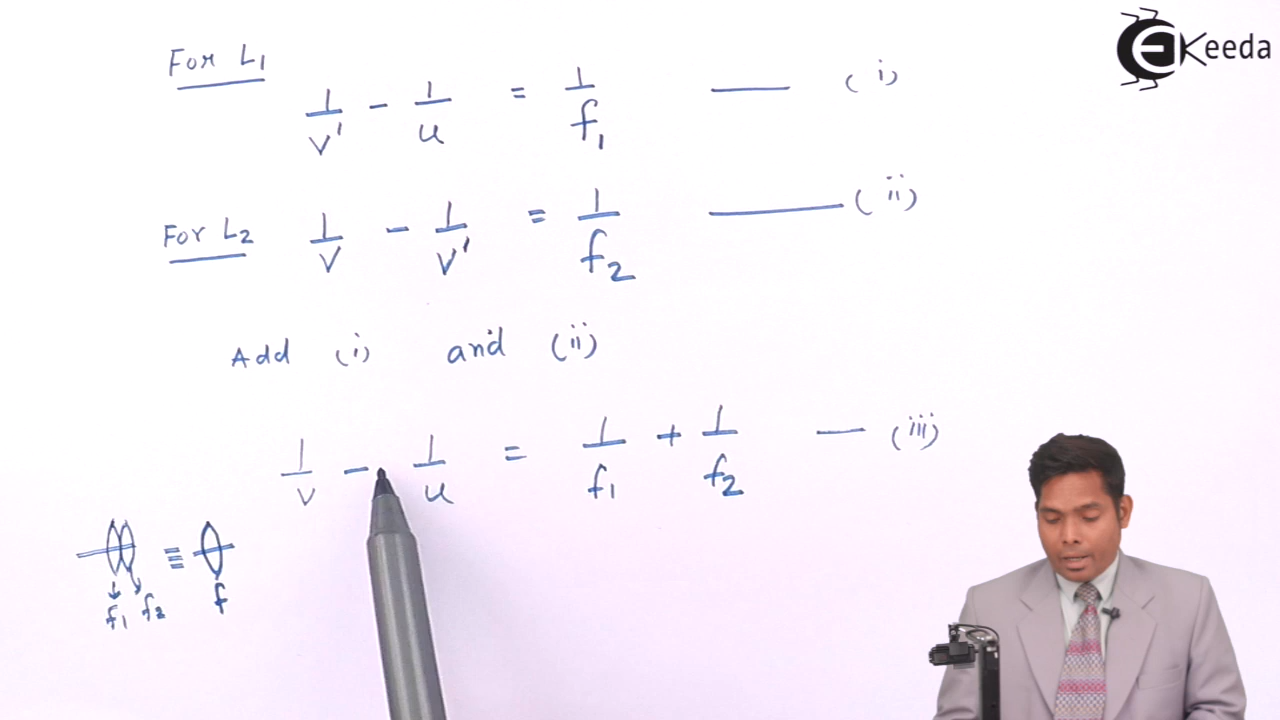 Ekeeda
For L1
1/v' - 1/u = 1/f1 —— (i)
For L2 1/v - 1/v' = 1/f2 —— (ii)
Add (i) and (ii)
1/v - 1/u = 1/f1 + 1/f2 — (iii)
≡
f1 f2 f